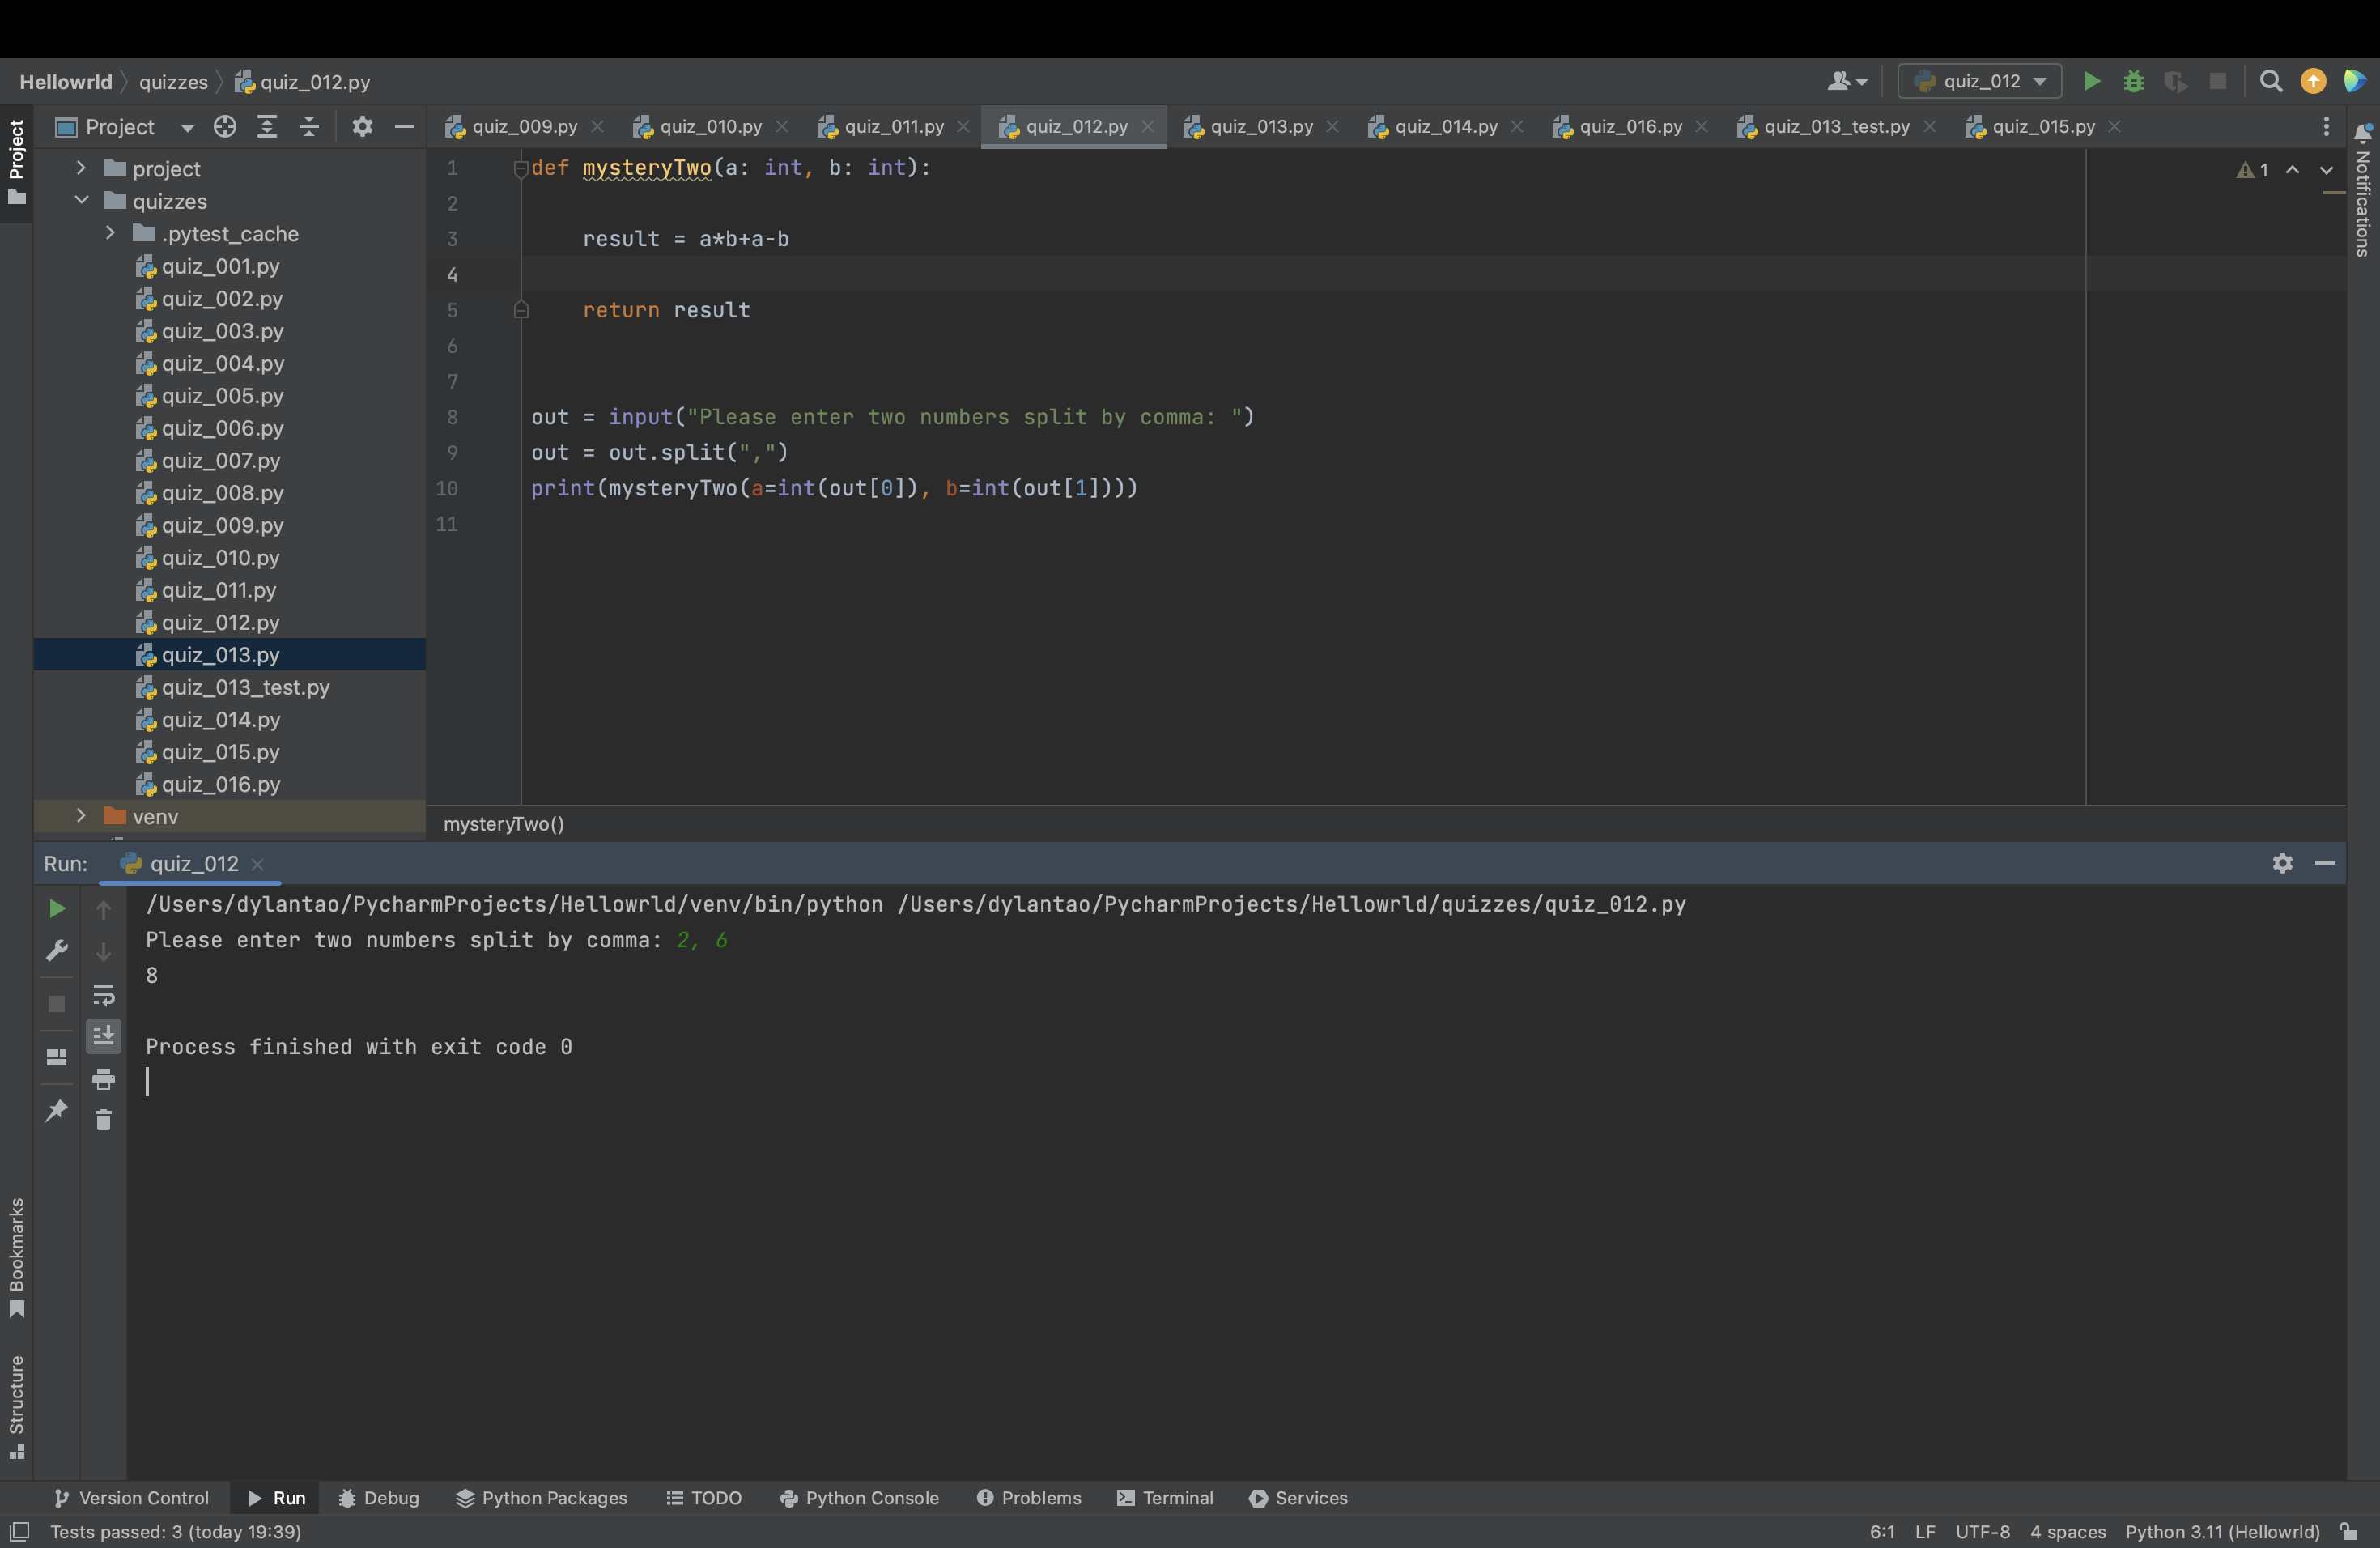 Hellowrld quizzes quiz_012.py quiz_012
Project quiz_009.py quiz_010.py quiz_011.py quiz_012.py quiz_013.py quiz_014.py quiz_016.py quiz_013_test.py quiz_015.py
Project
Notifications
project
quizzes
.pytest_cache
quiz_001.py
quiz_002.py
quiz_003.py
quiz_004.py
quiz_005.py
quiz_006.py
quiz_007.py
quiz_008.py
quiz_009.py
quiz_010.py
quiz_011.py
quiz_012.py
quiz_013.py
quiz_013_test.py
quiz_014.py
quiz_015.py
quiz_016.py
venv
1 def mysteryTwo(a: int, b: int): 1
2
3 result = a*b+a-b
4
5 return result
6
7
8 out = input("Please enter two numbers split by comma: ")
9 out = out.split(",")
10 print(mysteryTwo(a=int(out[0]), b=int(out[1])))
11
mysteryTwo()
Run: quiz_012
/Users/dylantao/PycharmProjects/Hellowrld/venv/bin/python /Users/dylantao/PycharmProjects/Hellowrld/quizzes/quiz_012.py
Please enter two numbers split by comma: 2, 6
8
Process finished with exit code 0
Bookmarks
Structure
Version Control Run Debug Python Packages TODO Python Console Problems Terminal Services
Tests passed: 3 (today 19:39) 6:1 LF UTF-8 4 spaces Python 3.11 (Hellowrld)